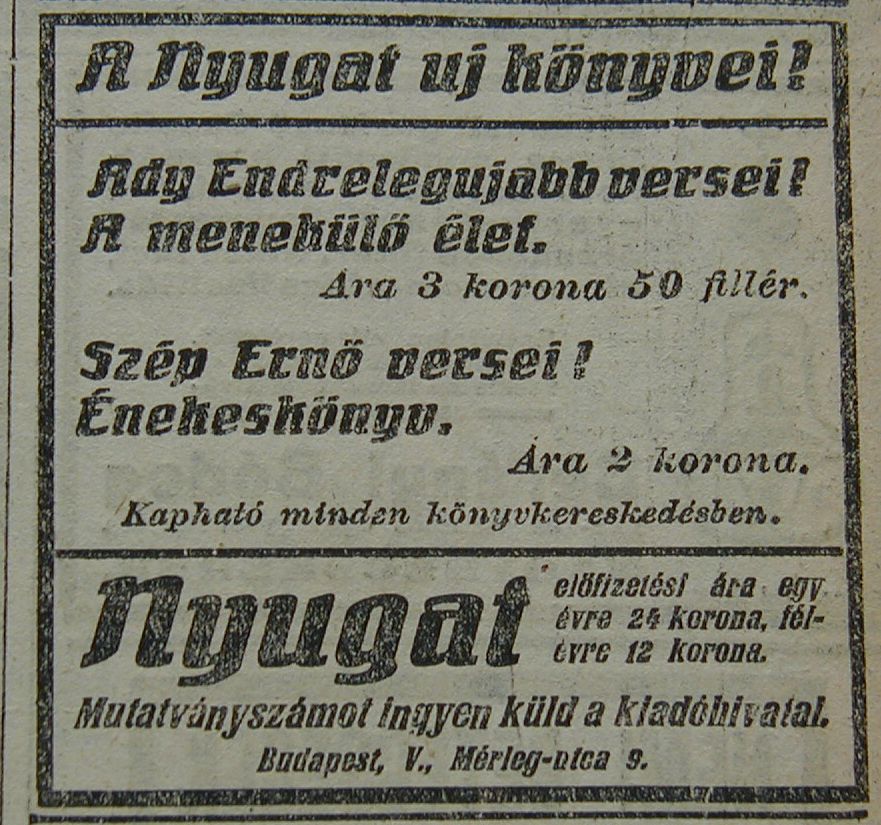 A Nyugat uj könyvei!
Ady Endre legujabb versei!
A menekülő élet.
Ára 3 korona 50 fillér.
Szép Ernő versei!
Énekeskönyv.
Ára 2 korona.
Kapható minden könyvkereskedésben.
Nyugat előfizetési ára egy
évre 24 korona, fél-
évre 12 korona.
Mutatványszámot ingyen küld a kiadóhivatal.
Budapest, V., Mérleg-utca 9.